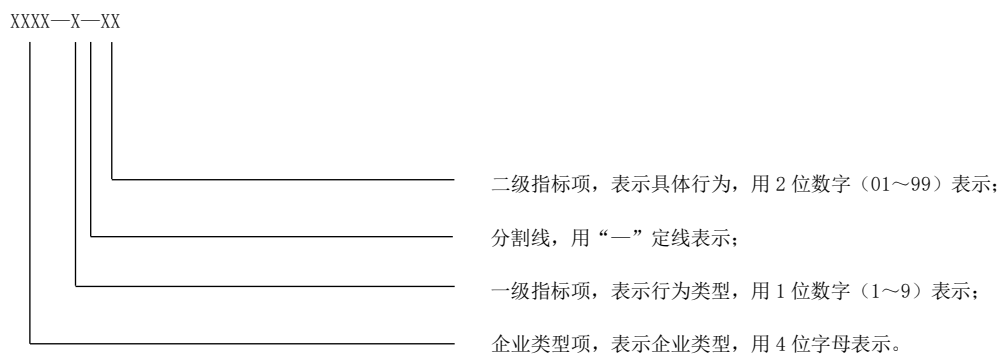 XXXX—X—XX
二级指标项，表示具体行为，用 2 位数字（01～99）表示；
分割线，用“—”定线表示；
一级指标项，表示行为类型，用 1 位数字（1～9）表示；
企业类型项，表示企业类型，用 4 位字母表示。